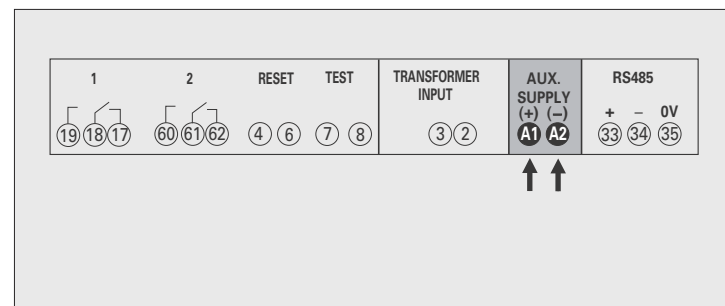 1 2 RESET TEST TRANSFORMER INPUT AUX. SUPPLY RS485
(+) (–) + – 0V
19 18 17 60 61 62 4 6 7 8 3 2 A1 A2 33 34 35